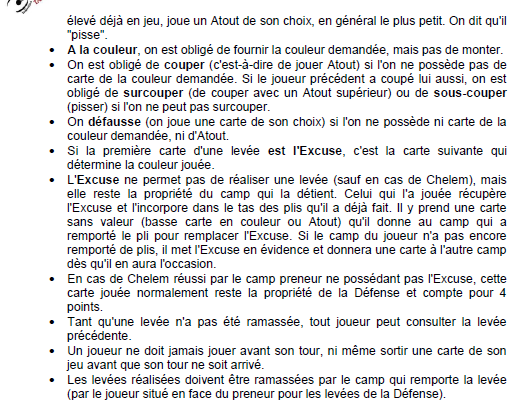 élevé déjà en jeu, joue un Atout de son choix, en général le plus petit. On dit qu'il
"pisse".
• A la couleur, on est obligé de fournir la couleur demandée, mais pas de monter.
• On est obligé de couper (c'est-à-dire de jouer Atout) si l'on ne possède pas de
carte de la couleur demandée. Si le joueur précédent a coupé lui aussi, on est
obligé de surcouper (de couper avec un Atout supérieur) ou de sous-couper
(pisser) si l'on ne peut pas surcouper.
• On défausse (on joue une carte de son choix) si l'on ne possède ni carte de la
couleur demandée, ni d'Atout.
• Si la première carte d'une levée est l'Excuse, c'est la carte suivante qui
détermine la couleur jouée.
• L'Excuse ne permet pas de réaliser une levée (sauf en cas de Chelem), mais
elle reste la propriété du camp qui la détient. Celui qui l'a jouée récupère
l'Excuse et l'incorpore dans le tas des plis qu'il a déjà fait. Il y prend une carte
sans valeur (basse carte en couleur ou Atout) qu'il donne au camp qui a
remporté le pli pour remplacer l'Excuse. Si le camp du joueur n'a pas encore
remporté de plis, il met l'Excuse en évidence et donnera une carte à l'autre camp
dès qu'il en aura l'occasion.
• En cas de Chelem réussi par le camp preneur ne possédant pas l'Excuse, cette
carte jouée normalement reste la propriété de la Défense et compte pour 4
points.
• Tant qu'une levée n'a pas été ramassée, tout joueur peut consulter la levée
précédente.
• Un joueur ne doit jamais jouer avant son tour, ni même sortir une carte de son
jeu avant que son tour ne soit arrivé.
• Les levées réalisées doivent être ramassées par le camp qui remporte la levée
(par le joueur situé en face du preneur pour les levées de la Défense).